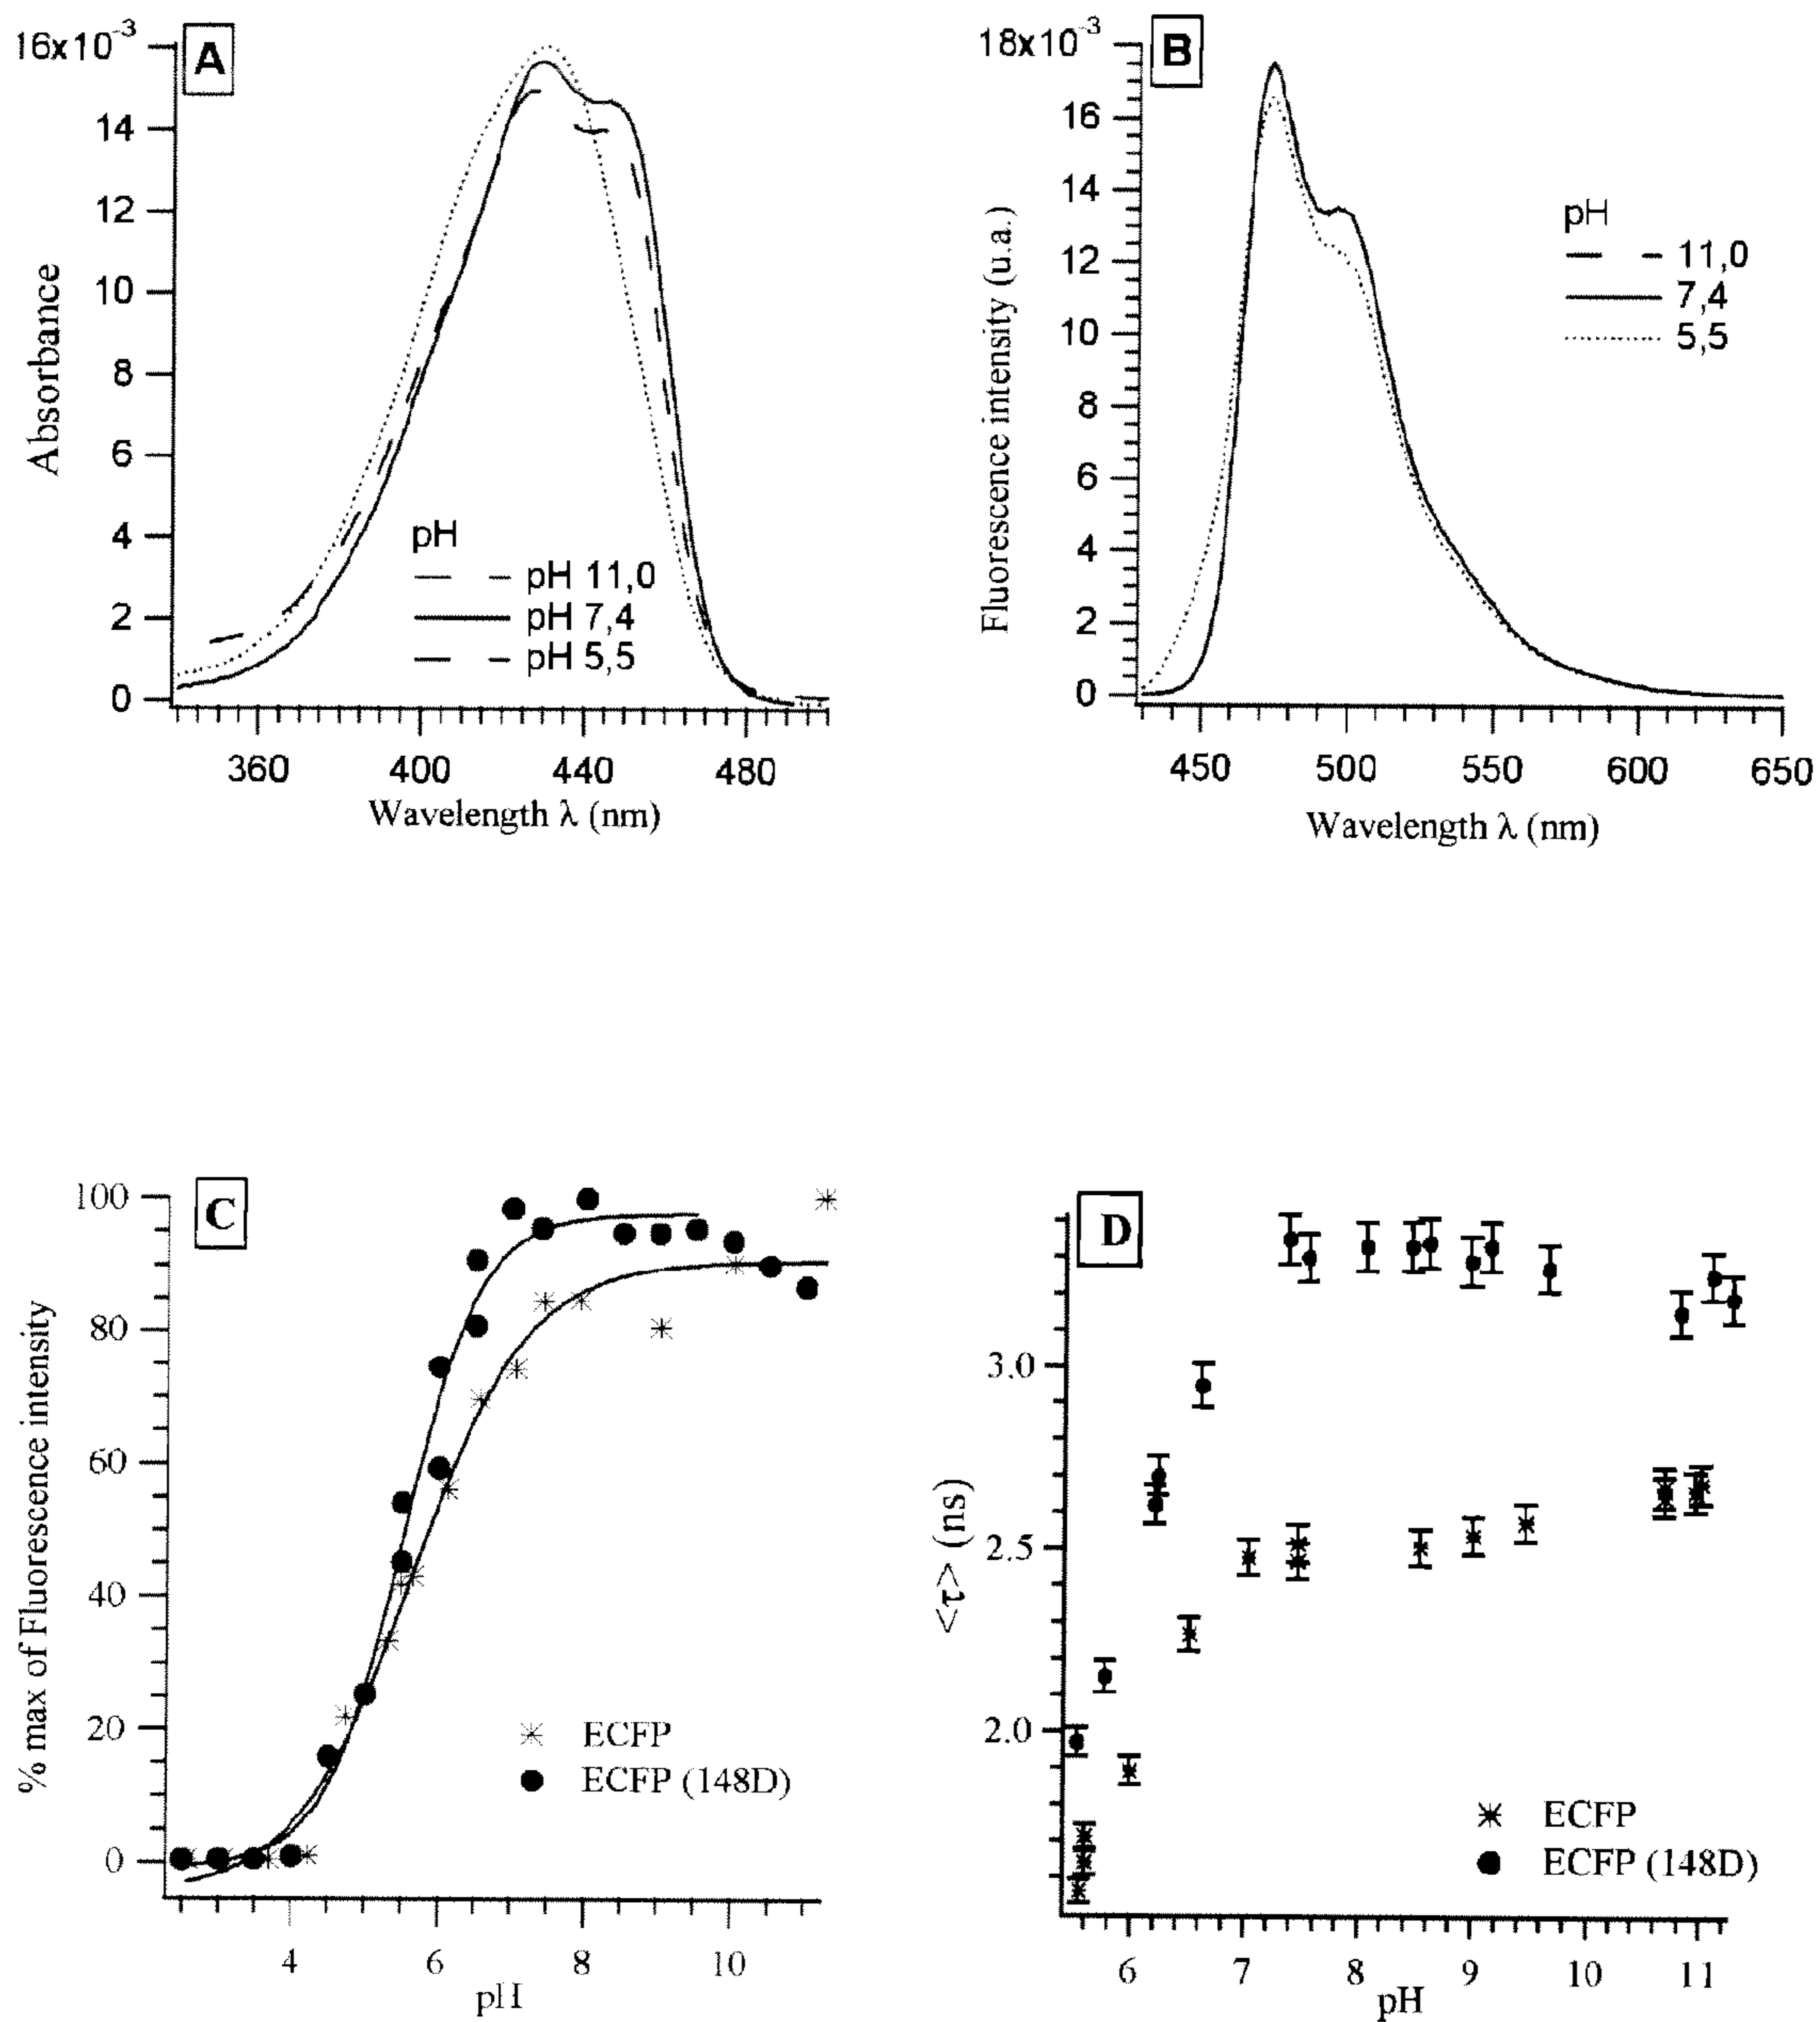 A
16x10-3
14
12
10
8
6
4
2
0
Absorbance
pH
pH 11,0
pH 7,4
pH 5,5
360 400 440 480
Wavelength λ (nm)
B
18x10-3
16
14
12
10
8
6
4
2
0
Fluorescence intensity (u.a.)
pH
11,0
7,4
5,5
450 500 550 600 650
Wavelength λ (nm)
C
100
80
60
40
20
0
% max of Fluorescence intensity
ECFP
ECFP (148D)
4 6 8 10
pH
D
3.0
2.5
2.0
<τ> (ns)
ECFP
ECFP (148D)
6 7 8 9 10 11
pH